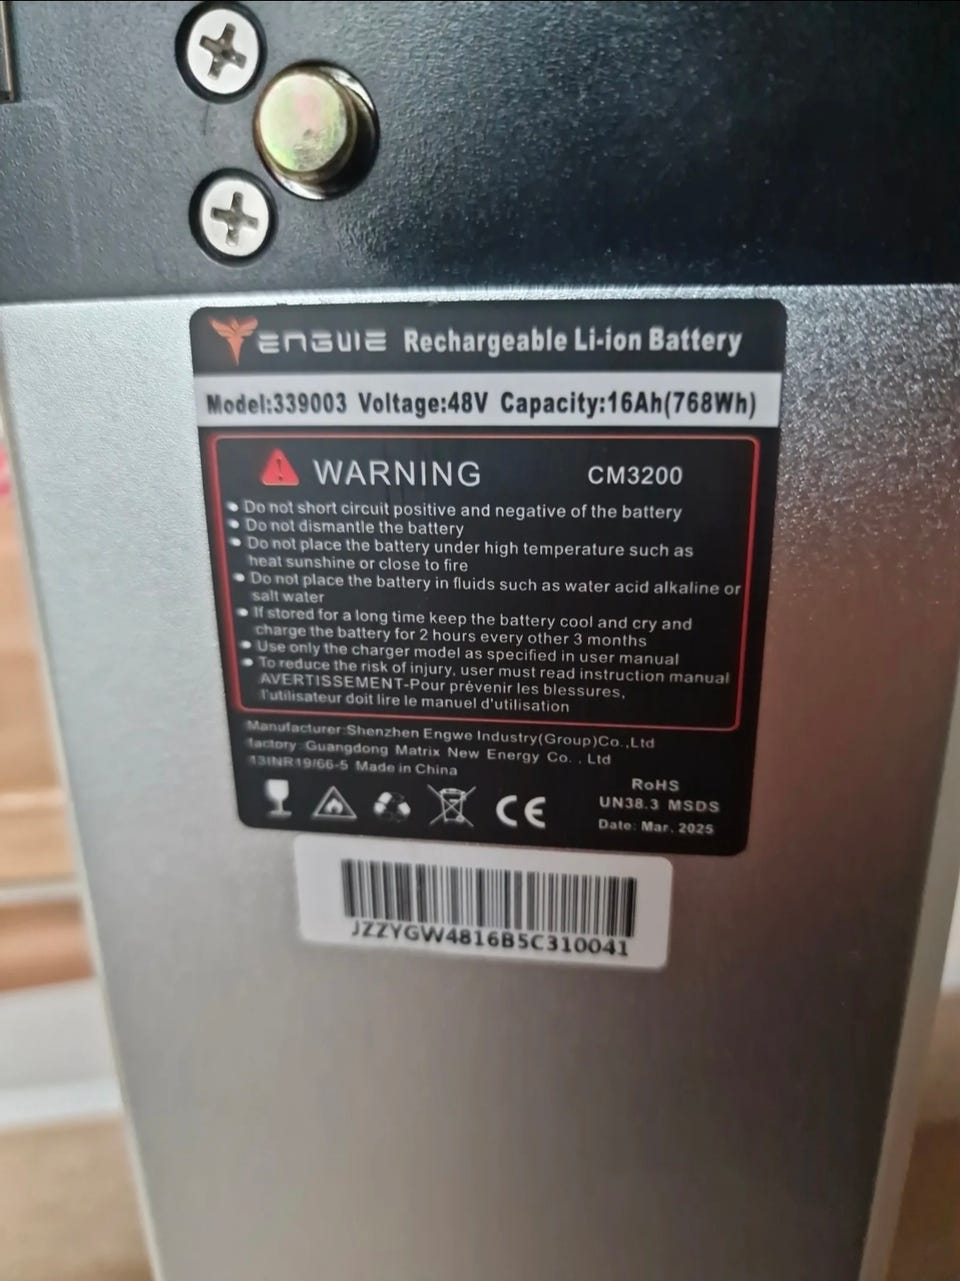 ENGWE Rechargeable Li-ion Battery
Model:339003 Voltage:48V Capacity:16Ah(768Wh)
WARNING CM3200
Do not short circuit positive and negative of the battery
Do not dismantle the battery
Do not place the battery under high temperature such as
heat sunshine or close to fire
Do not place the battery in fluids such as water acid alkaline or
salt water
If stored for a long time keep the battery cool and cry and
charge the battery for 2 hours every other 3 months
Use only the charger model as specified in user manual
To reduce the risk of injury, user must read instruction manual
AVERTISSEMENT-Pour prévenir les blessures,
l'utilisateur doit lire le manuel d'utilisation
Manufacturer:Shenzhen Engwe Industry(Group)Co.,Ltd
factory:Guangdong Matrix New Energy Co. . Ltd
13INR19/66-5 Made in China
CE
RoHS
UN38.3 MSDS
Date: Mar. 2025
JZZYGW4816B5C310041